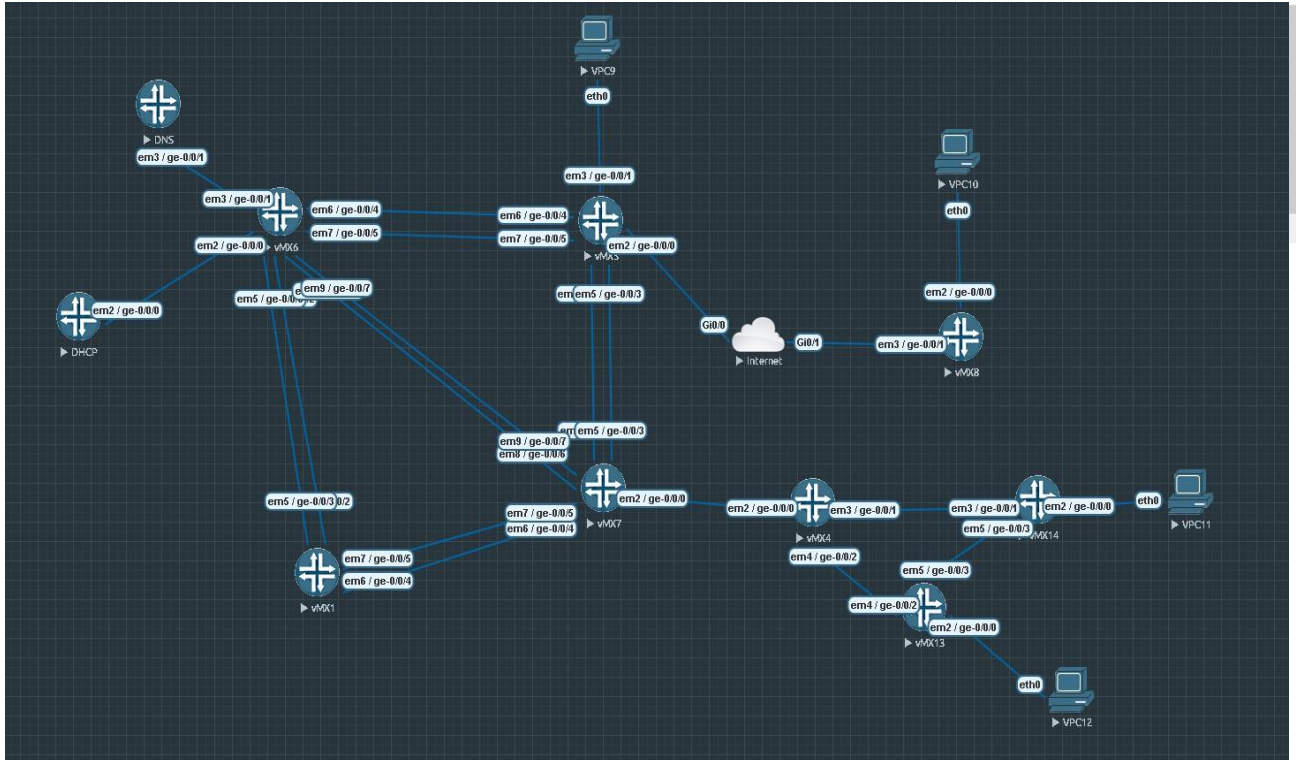 VPC9
eth0
DNS
em3 / ge-0/0/1
em3 / ge-0/0/1
VPC10
em3 / ge-0/0/1
eth0
em6 / ge-0/0/4
em6 / ge-0/0/4
em7 / ge-0/0/5
em7 / ge-0/0/5
em2 / ge-0/0/0
vMX6
em2 / ge-0/0/0
em9 / ge-0/0/7
em5 / ge-0/0/3
em2 / ge-0/0/0
em2 / ge-0/0/0
DHCP
Gi0/0
Internet
Gi0/1
em3 / ge-0/0/1
vMX8
em5 / ge-0/0/3
em9 / ge-0/0/7
em8 / ge-0/0/6
em5 / ge-0/0/3
em2 / ge-0/0/0
em7 / ge-0/0/5
em6 / ge-0/0/4
vMX7
em2 / ge-0/0/0
em3 / ge-0/0/1
vMX4
em3 / ge-0/0/1
em2 / ge-0/0/0
eth0
VPC11
em5 / ge-0/0/3
vMX14
em7 / ge-0/0/5
em6 / ge-0/0/4
vMX1
em4 / ge-0/0/2
em5 / ge-0/0/3
em4 / ge-0/0/2
em2 / ge-0/0/0
vMX13
eth0
VPC12